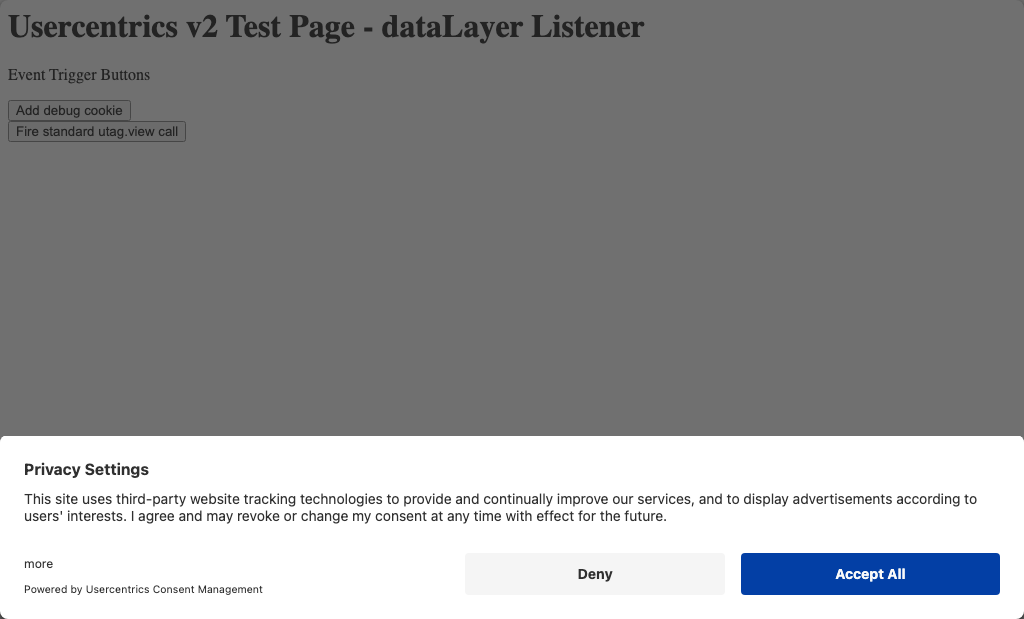 Usercentrics v2 Test Page - dataLayer Listener
Event Trigger Buttons
Add debug cookie
Fire standard utag.view call
Privacy Settings
This site uses third-party website tracking technologies to provide and continually improve our services, and to display advertisements according to
users' interests. I agree and may revoke or change my consent at any time with effect for the future.
more
Powered by Usercentrics Consent Management
Deny
Accept All